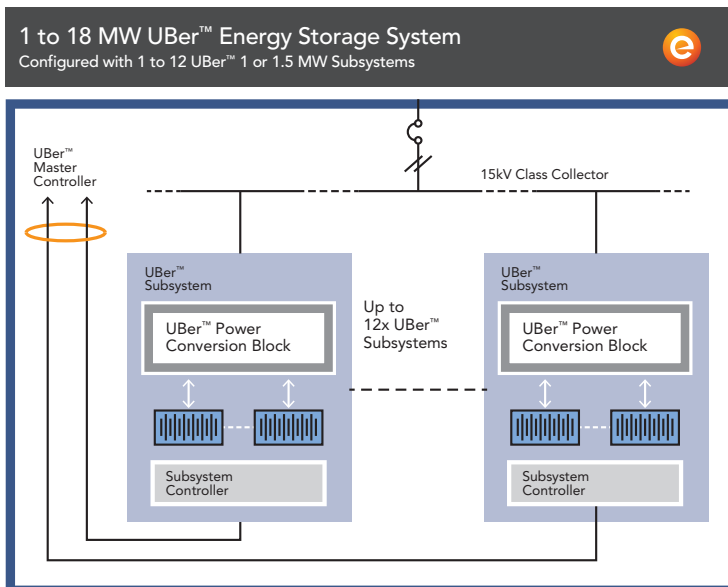 1 to 18 MW UBer™ Energy Storage System
Configured with 1 to 12 UBer™ 1 or 1.5 MW Subsystems
e
UBer™
Master
Controller
15kV Class Collector
UBer™
Subsystem
UBer™ Power
Conversion Block
Subsystem
Controller
Up to
12x UBer™
Subsystems
UBer™
Subsystem
UBer™ Power
Conversion Block
Subsystem
Controller